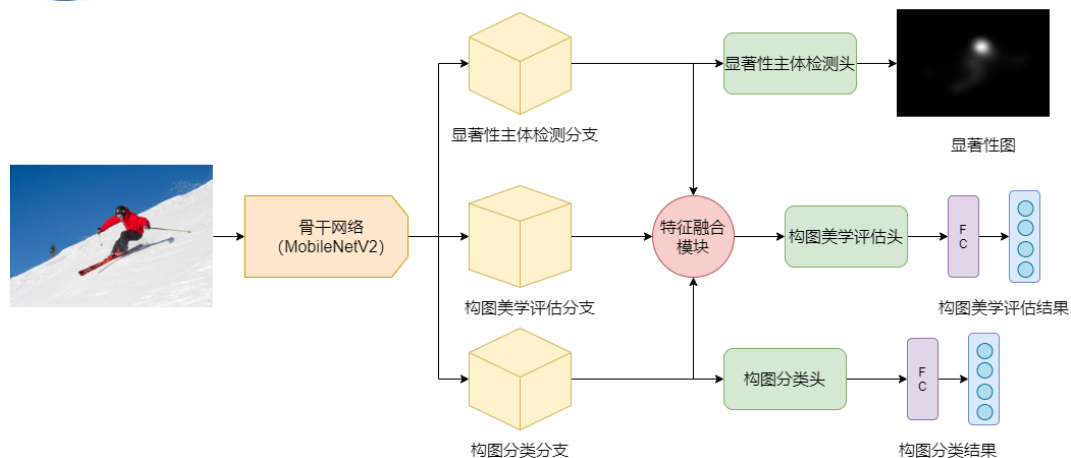 显著性主体检测头
显著性主体检测分支
显著性图
骨干网络
(MobileNetV2)
特征融合
模块
构图美学评估头
F
C
构图美学评估分支
构图美学评估结果
构图分类头
F
C
构图分类分支
构图分类结果